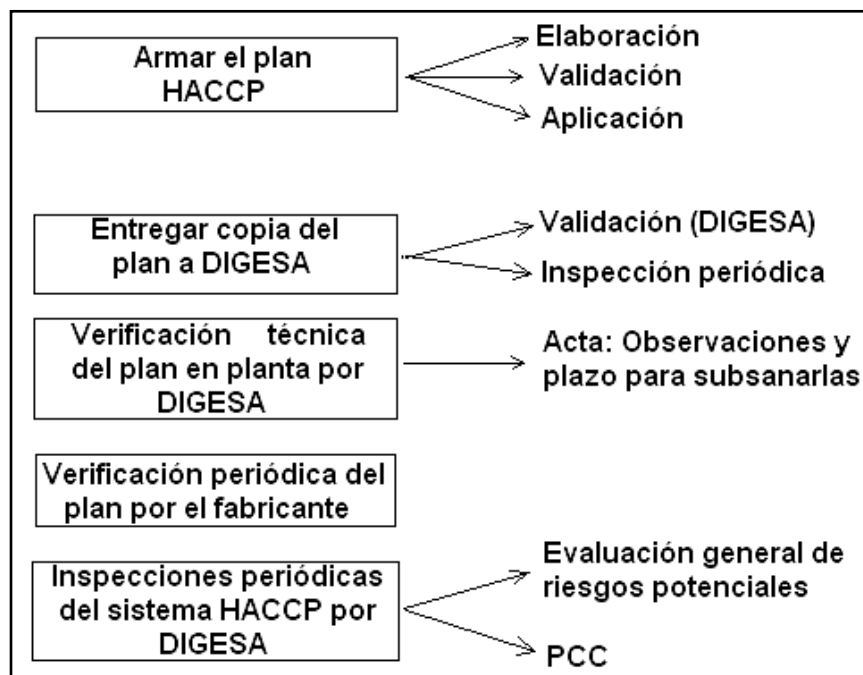 Armar el plan
HACCP
Elaboración
Validación
Aplicación
Entregar copia del
plan a DIGESA
Validación (DIGESA)
Inspección periódica
Verificación técnica
del plan en planta por
DIGESA
Acta: Observaciones y
plazo para subsanarlas
Verificación periódica del
plan por el fabricante
Inspecciones periódicas
del sistema HACCP por
DIGESA
Evaluación general de
riesgos potenciales
PCC